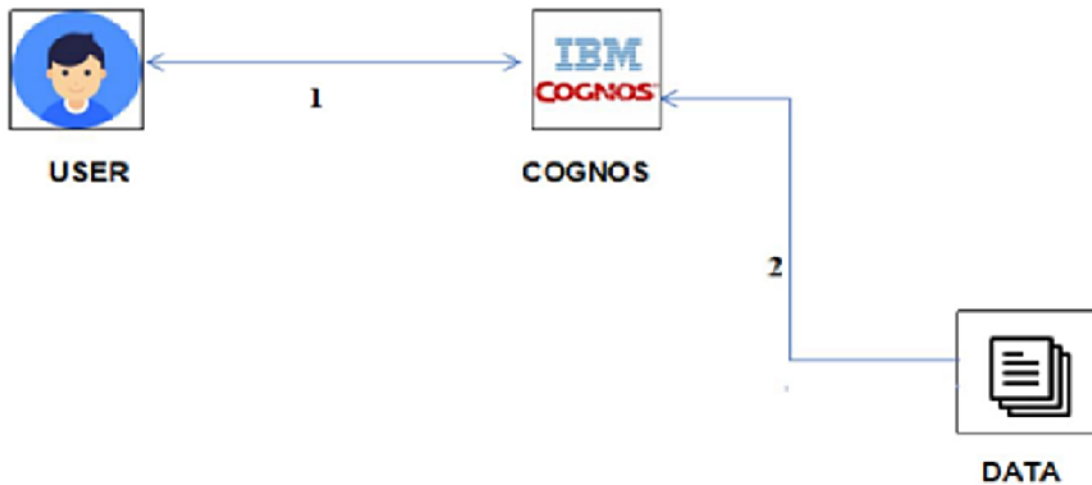 IBM
COGNOS
1
USER
COGNOS
2
DATA